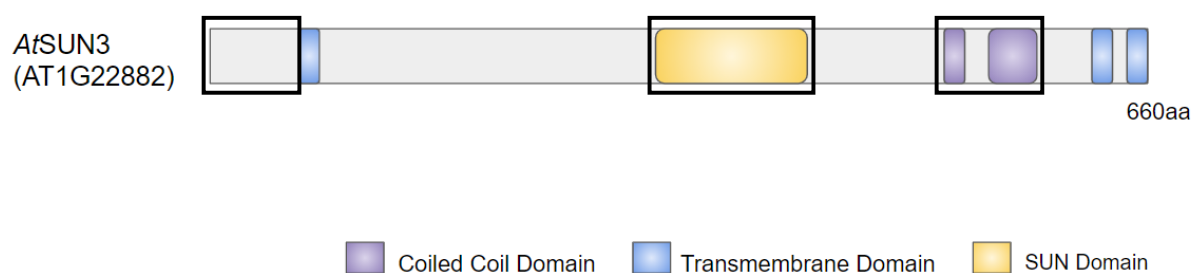 AtSUN3
(AT1G22882)
660aa
Coiled Coil Domain
Transmembrane Domain
SUN Domain